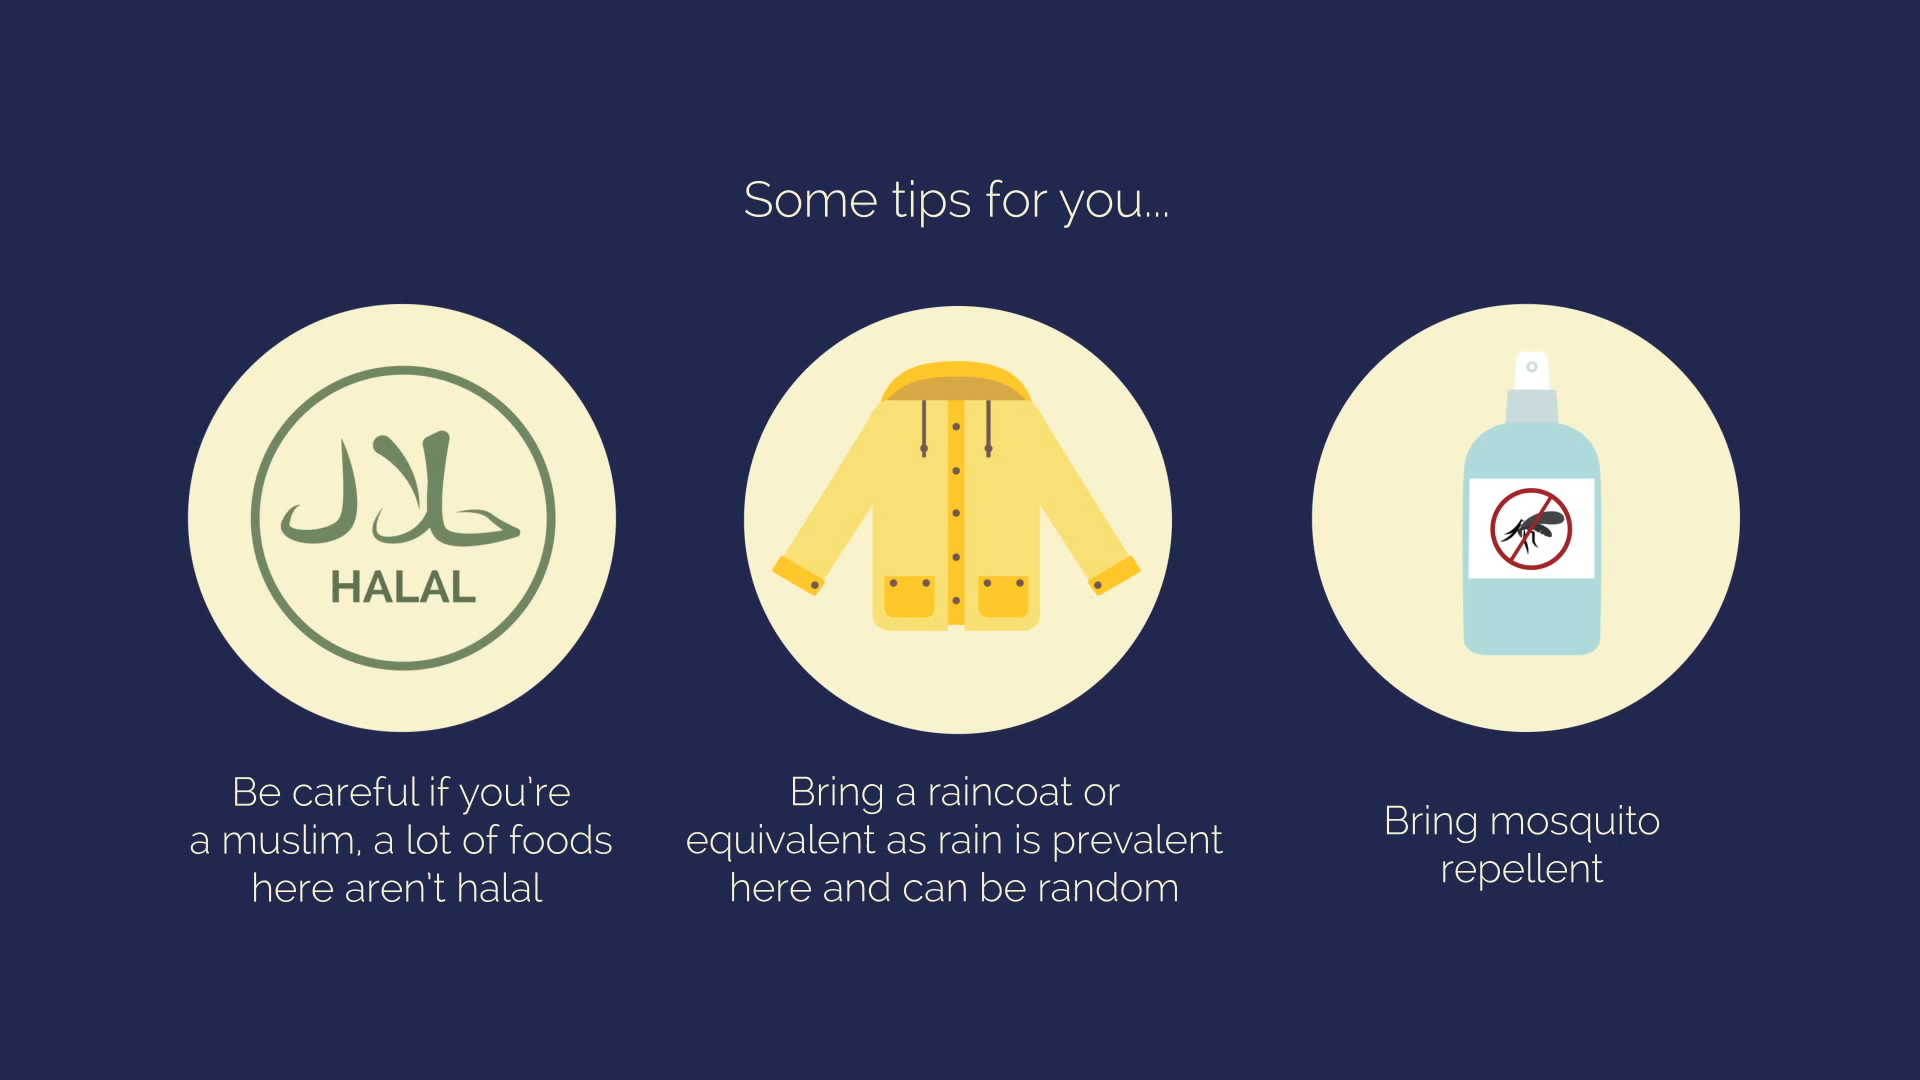 Some tips for you...
حلال
HALAL
Be careful if you're
a muslim, a lot of foods
here aren't halal
Bring a raincoat or
equivalent as rain is prevalent
here and can be random
Bring mosquito
repellent